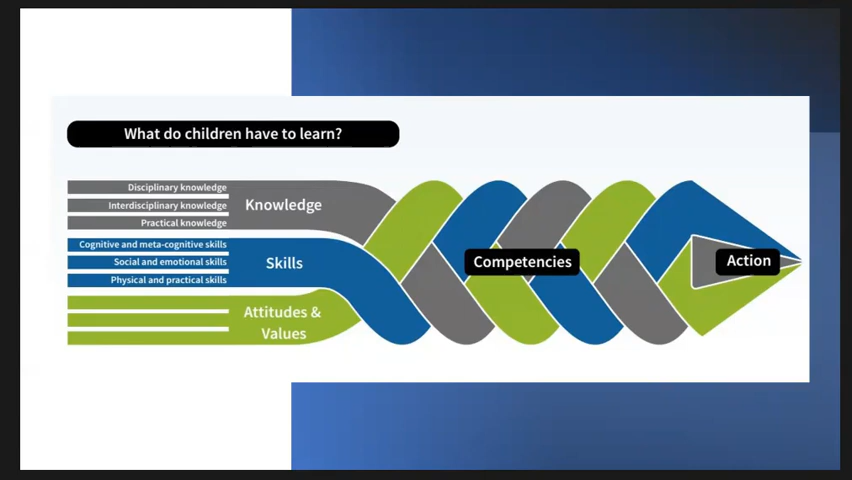 What do children have to learn?
Disciplinary knowledge
Interdisciplinary knowledge
Practical knowledge
Knowledge
Cognitive and meta-cognitive skills
Social and emotional skills
Physical and practical skills
Skills
Attitudes &
Values
Competencies
Action